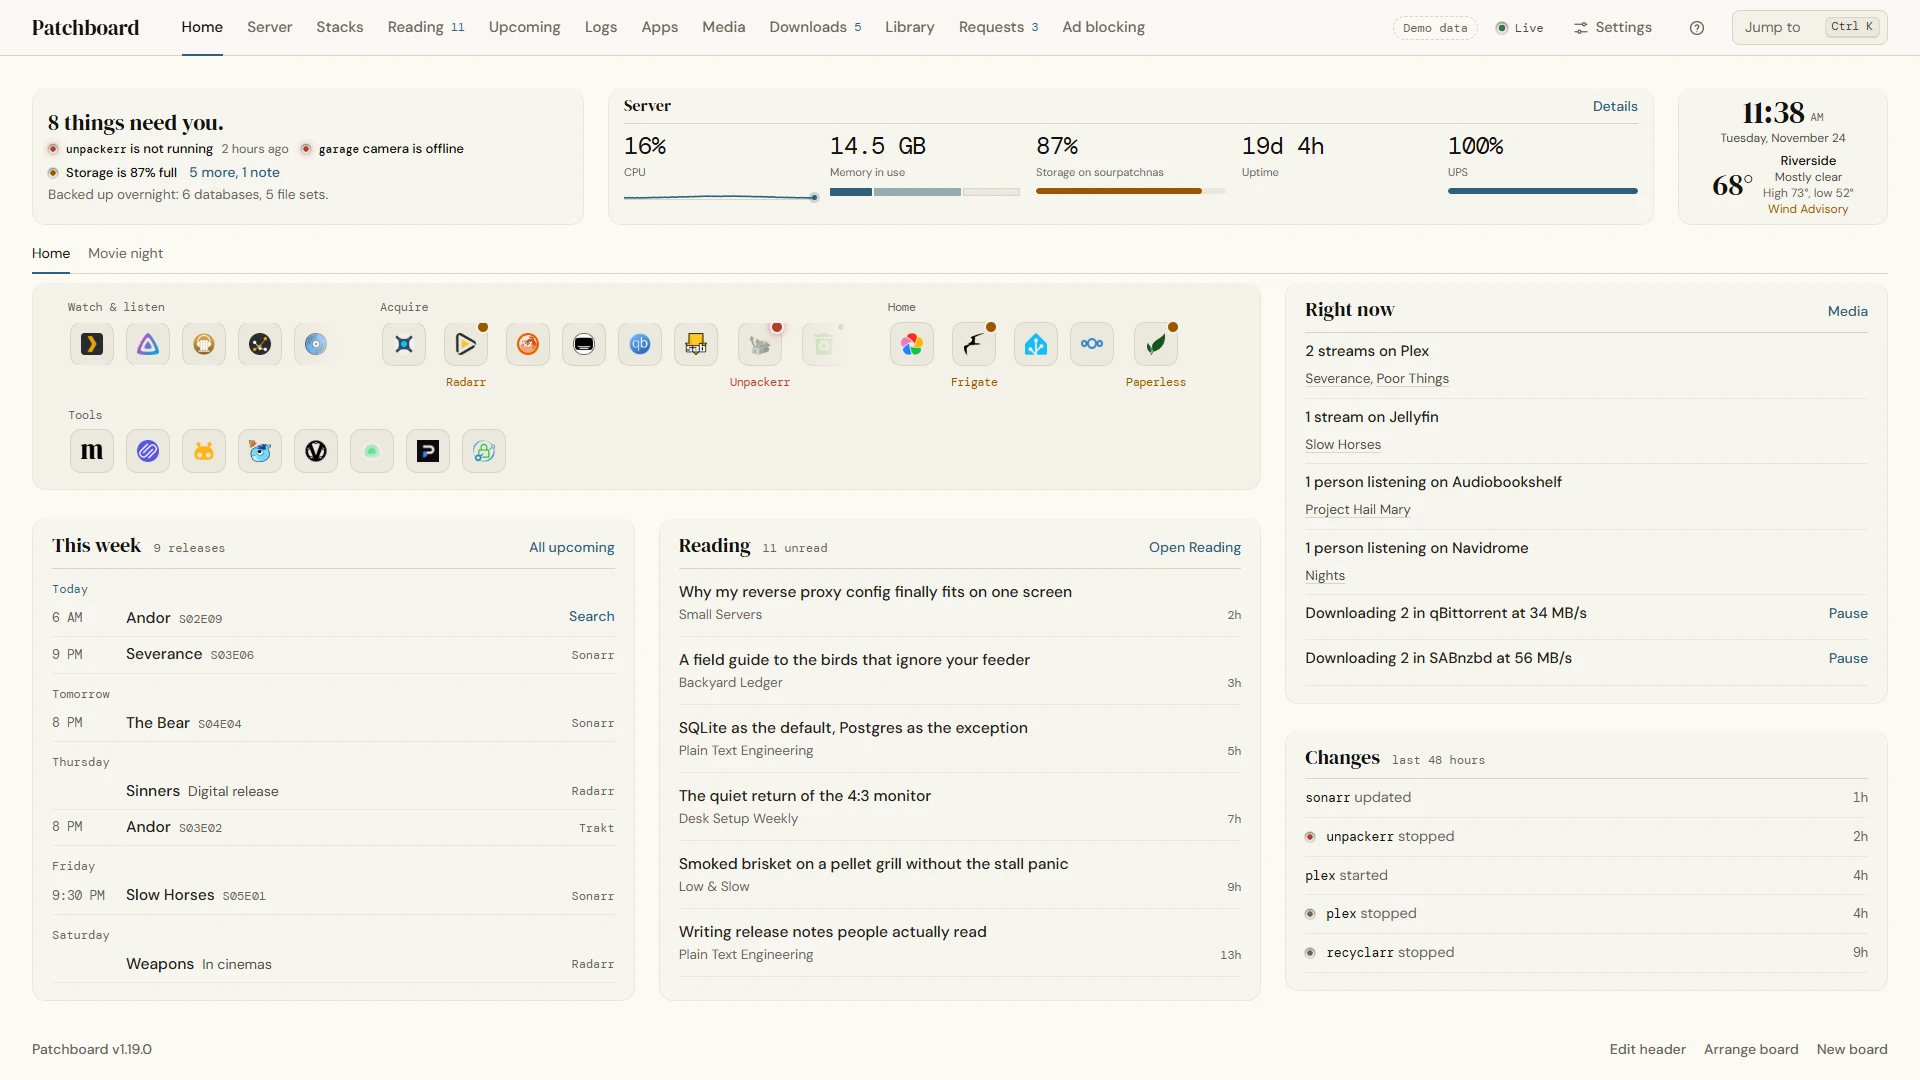 Patchboard
Home Server Stacks Reading 11 Upcoming Logs Apps Media Downloads 5 Library Requests 3 Ad blocking
Demo data Live Settings Jump to Ctrl K
8 things need you.
unpackerr is not running 2 hours ago garage camera is offline
Storage is 87% full 5 more, 1 note
Backed up overnight: 6 databases, 5 file sets.
Server Details
16% 14.5 GB 87% 19d 4h 100%
CPU Memory in use Storage on sourpatchnas Uptime UPS
11:38 AM
Tuesday, November 24
68°
Riverside
Mostly clear
High 73°, low 52°
Wind Advisory
Home Movie night
Watch & listen Acquire Home
Radarr Unpackerr Frigate Paperless
Tools
Right now Media
2 streams on Plex
Severance, Poor Things
1 stream on Jellyfin
Slow Horses
1 person listening on Audiobookshelf
Project Hail Mary
1 person listening on Navidrome
Nights
Downloading 2 in qBittorrent at 34 MB/s Pause
Downloading 2 in SABnzbd at 56 MB/s Pause
This week 9 releases All upcoming
Today
6 AM Andor S02E09 Search
9 PM Severance S03E06 Sonarr
Tomorrow
8 PM The Bear S04E04 Sonarr
Thursday
Sinners Digital release Radarr
8 PM Andor S03E02 Trakt
Friday
9:30 PM Slow Horses S05E01 Sonarr
Saturday
Weapons In cinemas Radarr
Reading 11 unread Open Reading
Why my reverse proxy config finally fits on one screen
Small Servers 2h
A field guide to the birds that ignore your feeder
Backyard Ledger 3h
SQLite as the default, Postgres as the exception
Plain Text Engineering 5h
The quiet return of the 4:3 monitor
Desk Setup Weekly 7h
Smoked brisket on a pellet grill without the stall panic
Low & Slow 9h
Writing release notes people actually read
Plain Text Engineering 13h
Changes last 48 hours
sonarr updated 1h
unpackerr stopped 2h
plex started 4h
plex stopped 4h
recyclarr stopped 9h
Patchboard v1.19.0
Edit header Arrange board New board